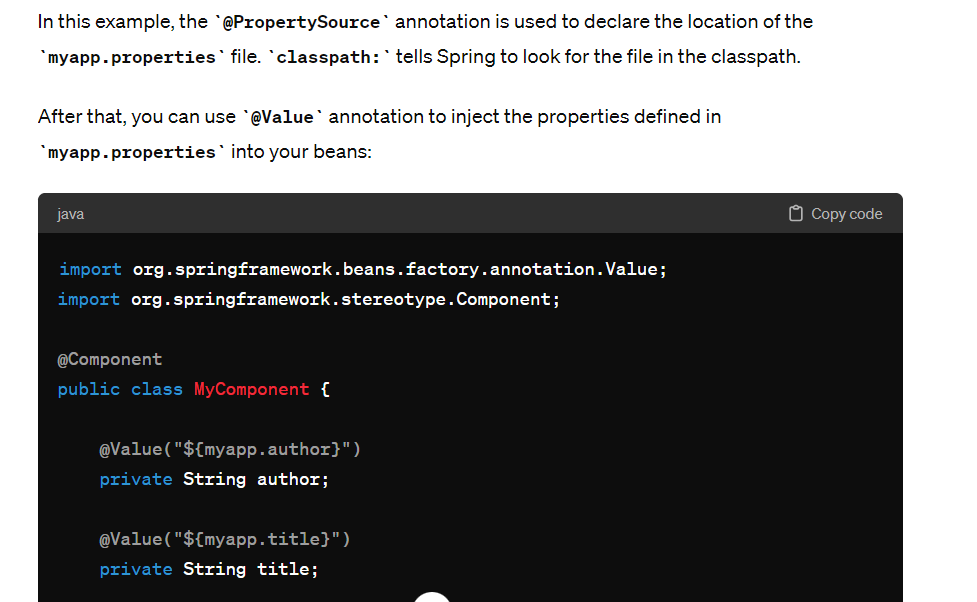 In this example, the `@PropertySource` annotation is used to declare the location of the
`myapp.properties` file. `classpath:` tells Spring to look for the file in the classpath.
After that, you can use `@Value` annotation to inject the properties defined in
`myapp.properties` into your beans:
java
Copy code
import org.springframework.beans.factory.annotation.Value;
import org.springframework.stereotype.Component;
@Component
public class MyComponent {
@Value("${myapp.author}")
private String author;
@Value("${myapp.title}")
private String title;